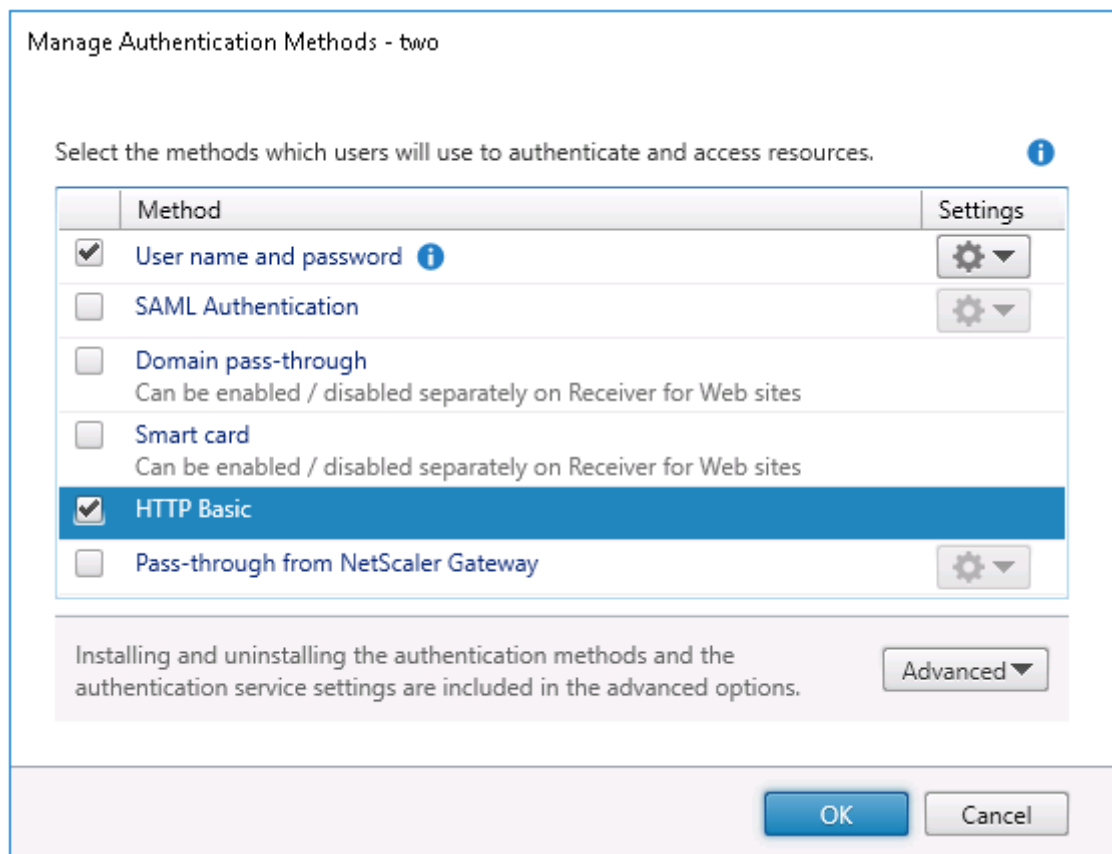 Manage Authentication Methods - two
Select the methods which users will use to authenticate and access resources.
Method Settings
User name and password
SAML Authentication
Domain pass-through
Can be enabled / disabled separately on Receiver for Web sites
Smart card
Can be enabled / disabled separately on Receiver for Web sites
HTTP Basic
Pass-through from NetScaler Gateway
Installing and uninstalling the authentication methods and the
authentication service settings are included in the advanced options.
Advanced
OK Cancel